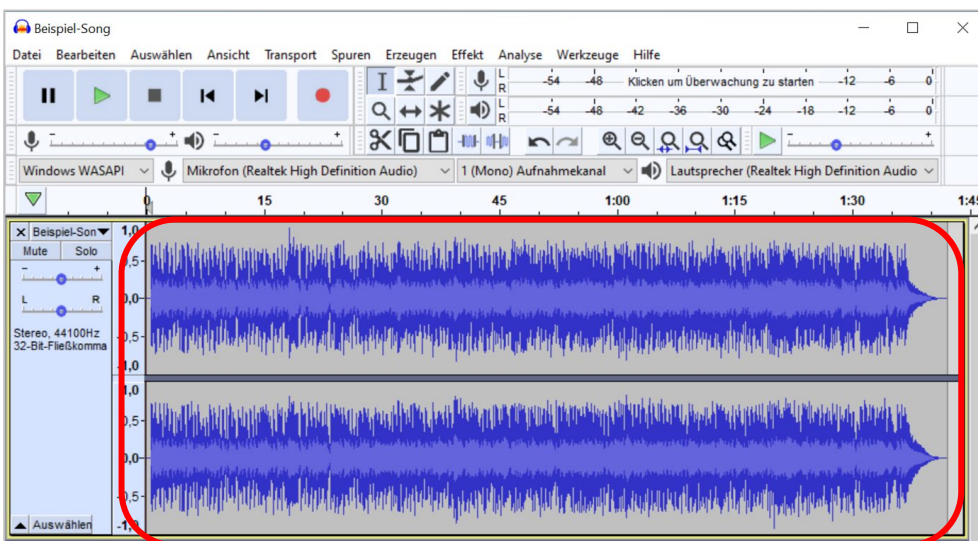 Beispiel-Song
Datei Bearbeiten Auswählen Ansicht Transport Spuren Erzeugen Effekt Analyse Werkzeuge Hilfe
L R -54 -48 Klicken um Überwachung zu starten -12 -6 0
L R -54 -48 -42 -36 -30 -24 -18 -12 -6 0
- + - + - +
Windows WASAPI Mikrofon (Realtek High Definition Audio) 1 (Mono) Aufnahmekanal Lautsprecher (Realtek High Definition Audio
0 15 30 45 1:00 1:15 1:30 1:45
X Beispiel-Son 1,0
Mute Solo
0,5-
- +
0,0-
L R
Stereo, 44100Hz
-0,5-
32-Bit-Fließkomma
-1,0
1,0
0,5-
0,0-
-0,5-
Auswählen -1,0